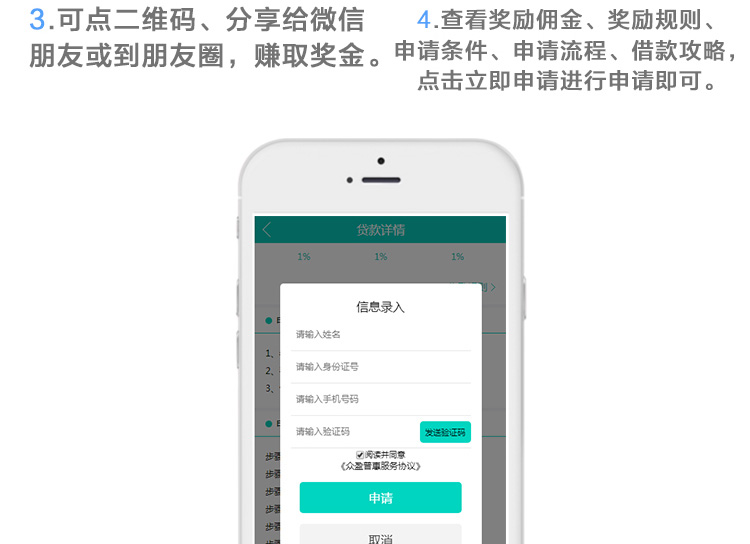 3.可点二维码、分享给微信
朋友或到朋友圈，赚取奖金。
4.查看奖励佣金、奖励规则、
申请条件、申请流程、借款攻略，
点击立即申请进行申请即可。
贷款详情
1% 1% 1%
信息录入
请输入姓名
请输入身份证号
1、
2、
3、
请输入手机号码
请输入验证码 发送验证码
阅读并同意
《众盈普惠服务协议》
步骤
步骤
步骤
步骤
步骤
申请
取消